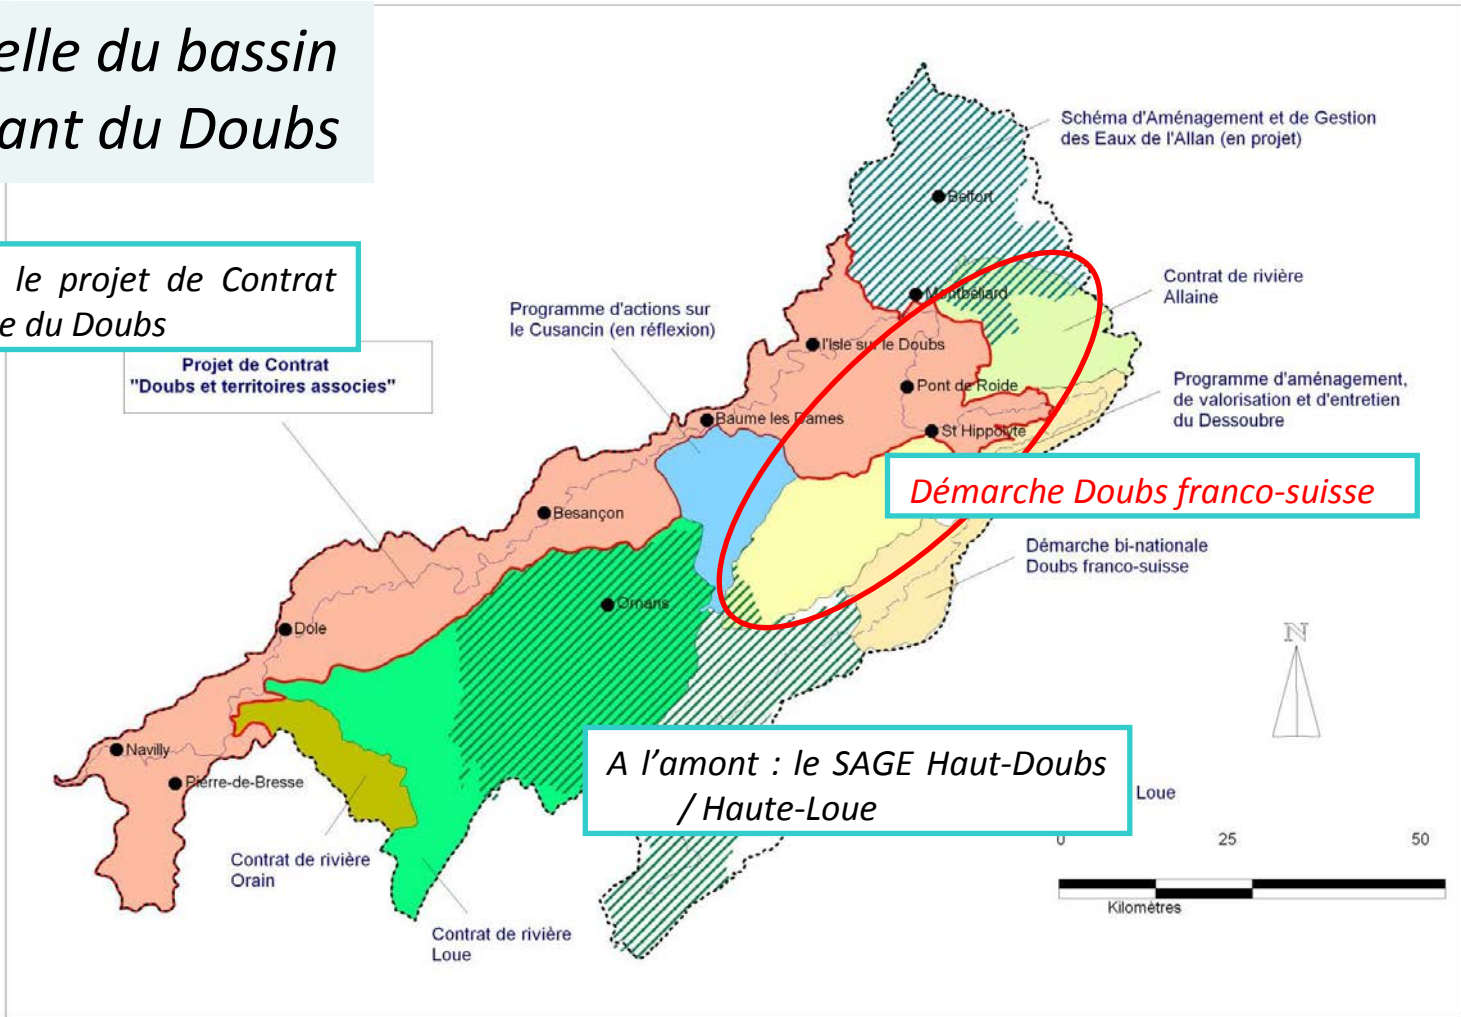 elle du bassin
ant du Doubs
le projet de Contrat
e du Doubs
Projet de Contrat
"Doubs et territoires associes"
Programme d'actions sur
le Cusancin (en réflexion)
Schéma d'Aménagement et de Gestion
des Eaux de l'Allan (en projet)
Belfort
Contrat de rivière
Allaine
Montbéliard
l'Isle sur le Doubs
Pont de Roide
Programme d'aménagement,
de valorisation et d'entretien
du Dessoubre
Baume les Dames
St Hippolyte
Démarche Doubs franco-suisse
Besançon
Démarche bi-nationale
Doubs franco-suisse
Ornans
Dole
N
Navilly
Pierre-de-Bresse
A l'amont : le SAGE Haut-Doubs
/ Haute-Loue
Loue
0 25 50
Kilomètres
Contrat de rivière
Orain
Contrat de rivière
Loue